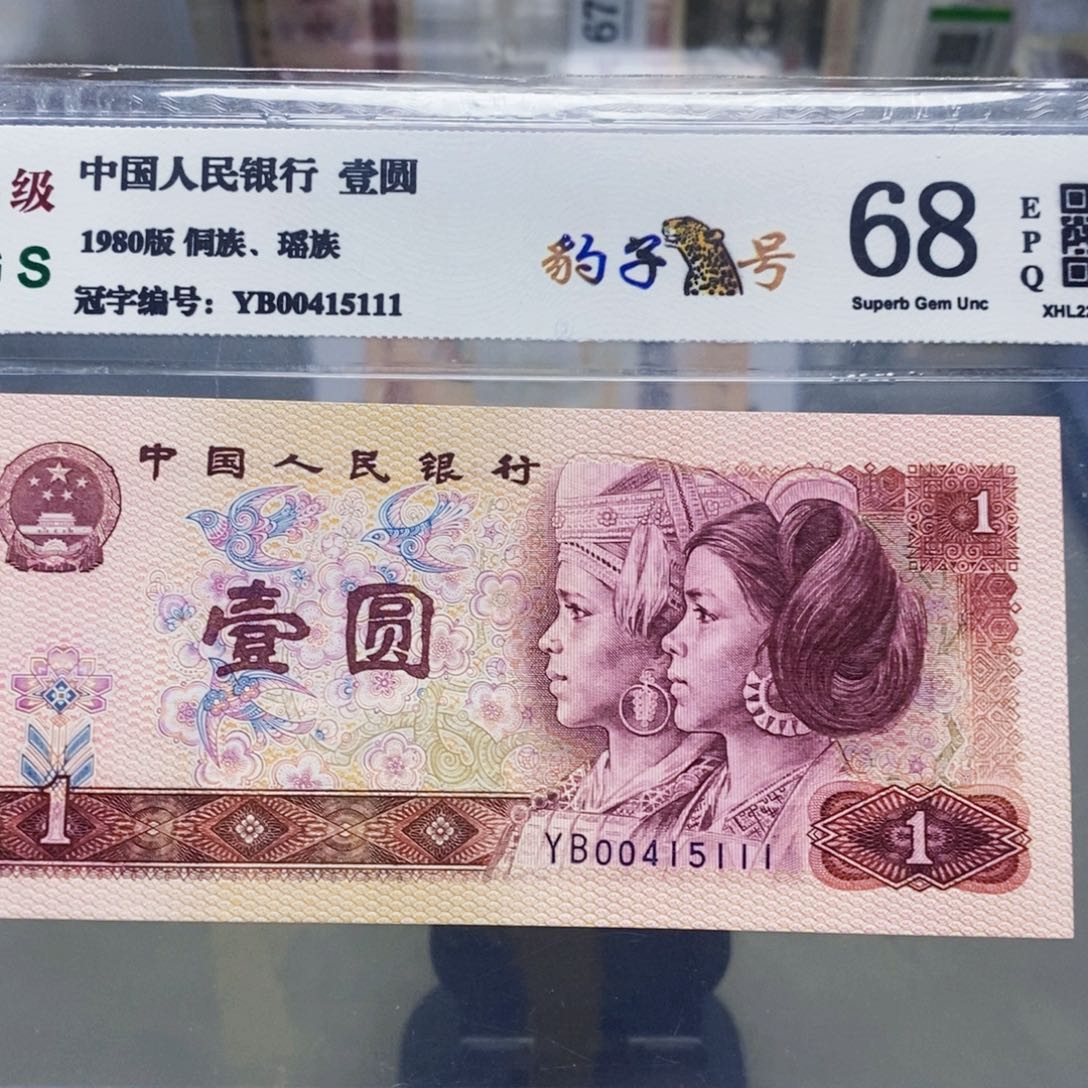 67
级
S
中国人民银行 壹圆
1980版 侗族、瑶族
冠字编号：YB00415111
豹子号
68
Superb Gem Unc
EPQ
XHL22
中国人民银行
壹圆
1
1
YB00415111
1